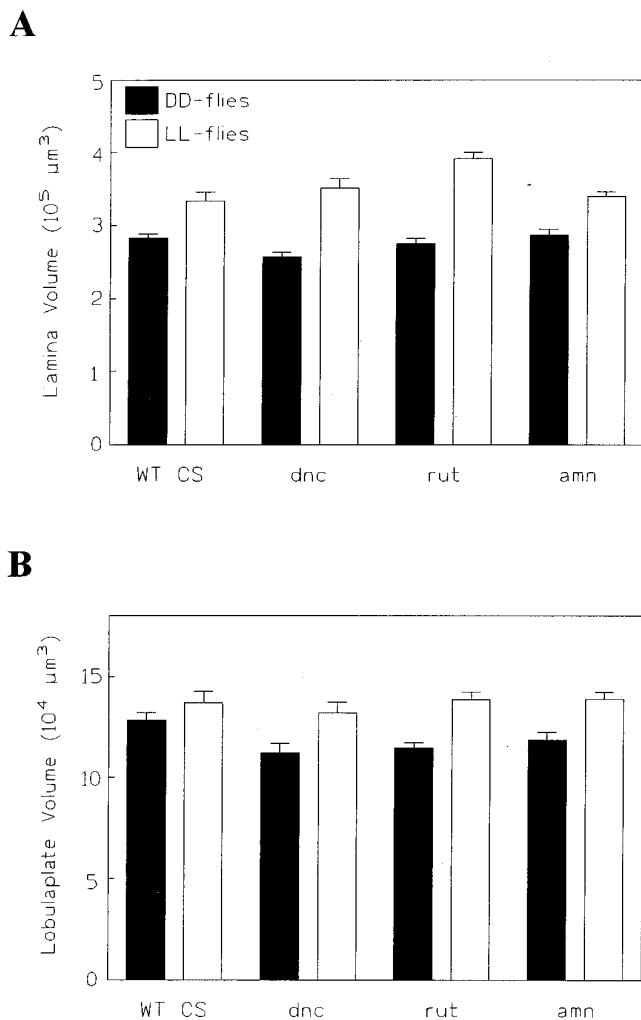 A
5
4
3
2
1
0
Lamina Volume (10⁵ µm³)
DD-flies
LL-flies
WT CS dnc rut amn
B
15
10
5
0
Lobulaplate Volume (10⁴ µm³)
WT CS dnc rut amn